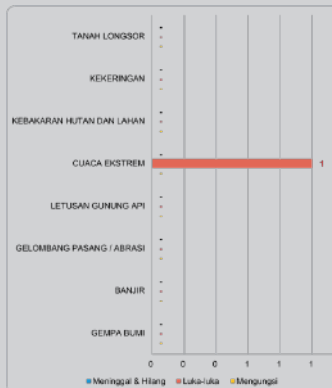 TANAH LONGSOR
-
-
-
KEKERINGAN
-
-
-
KEBAKARAN HUTAN DAN LAHAN
-
-
-
CUACA EKSTREM
-
1
-
LETUSAN GUNUNG API
-
-
-
GELOMBANG PASANG / ABRASI
-
-
-
BANJIR
-
-
-
GEMPA BUMI
-
-
-
0 0 0 1 1 1
Meninggal & Hilang Luka-luka Mengungsi